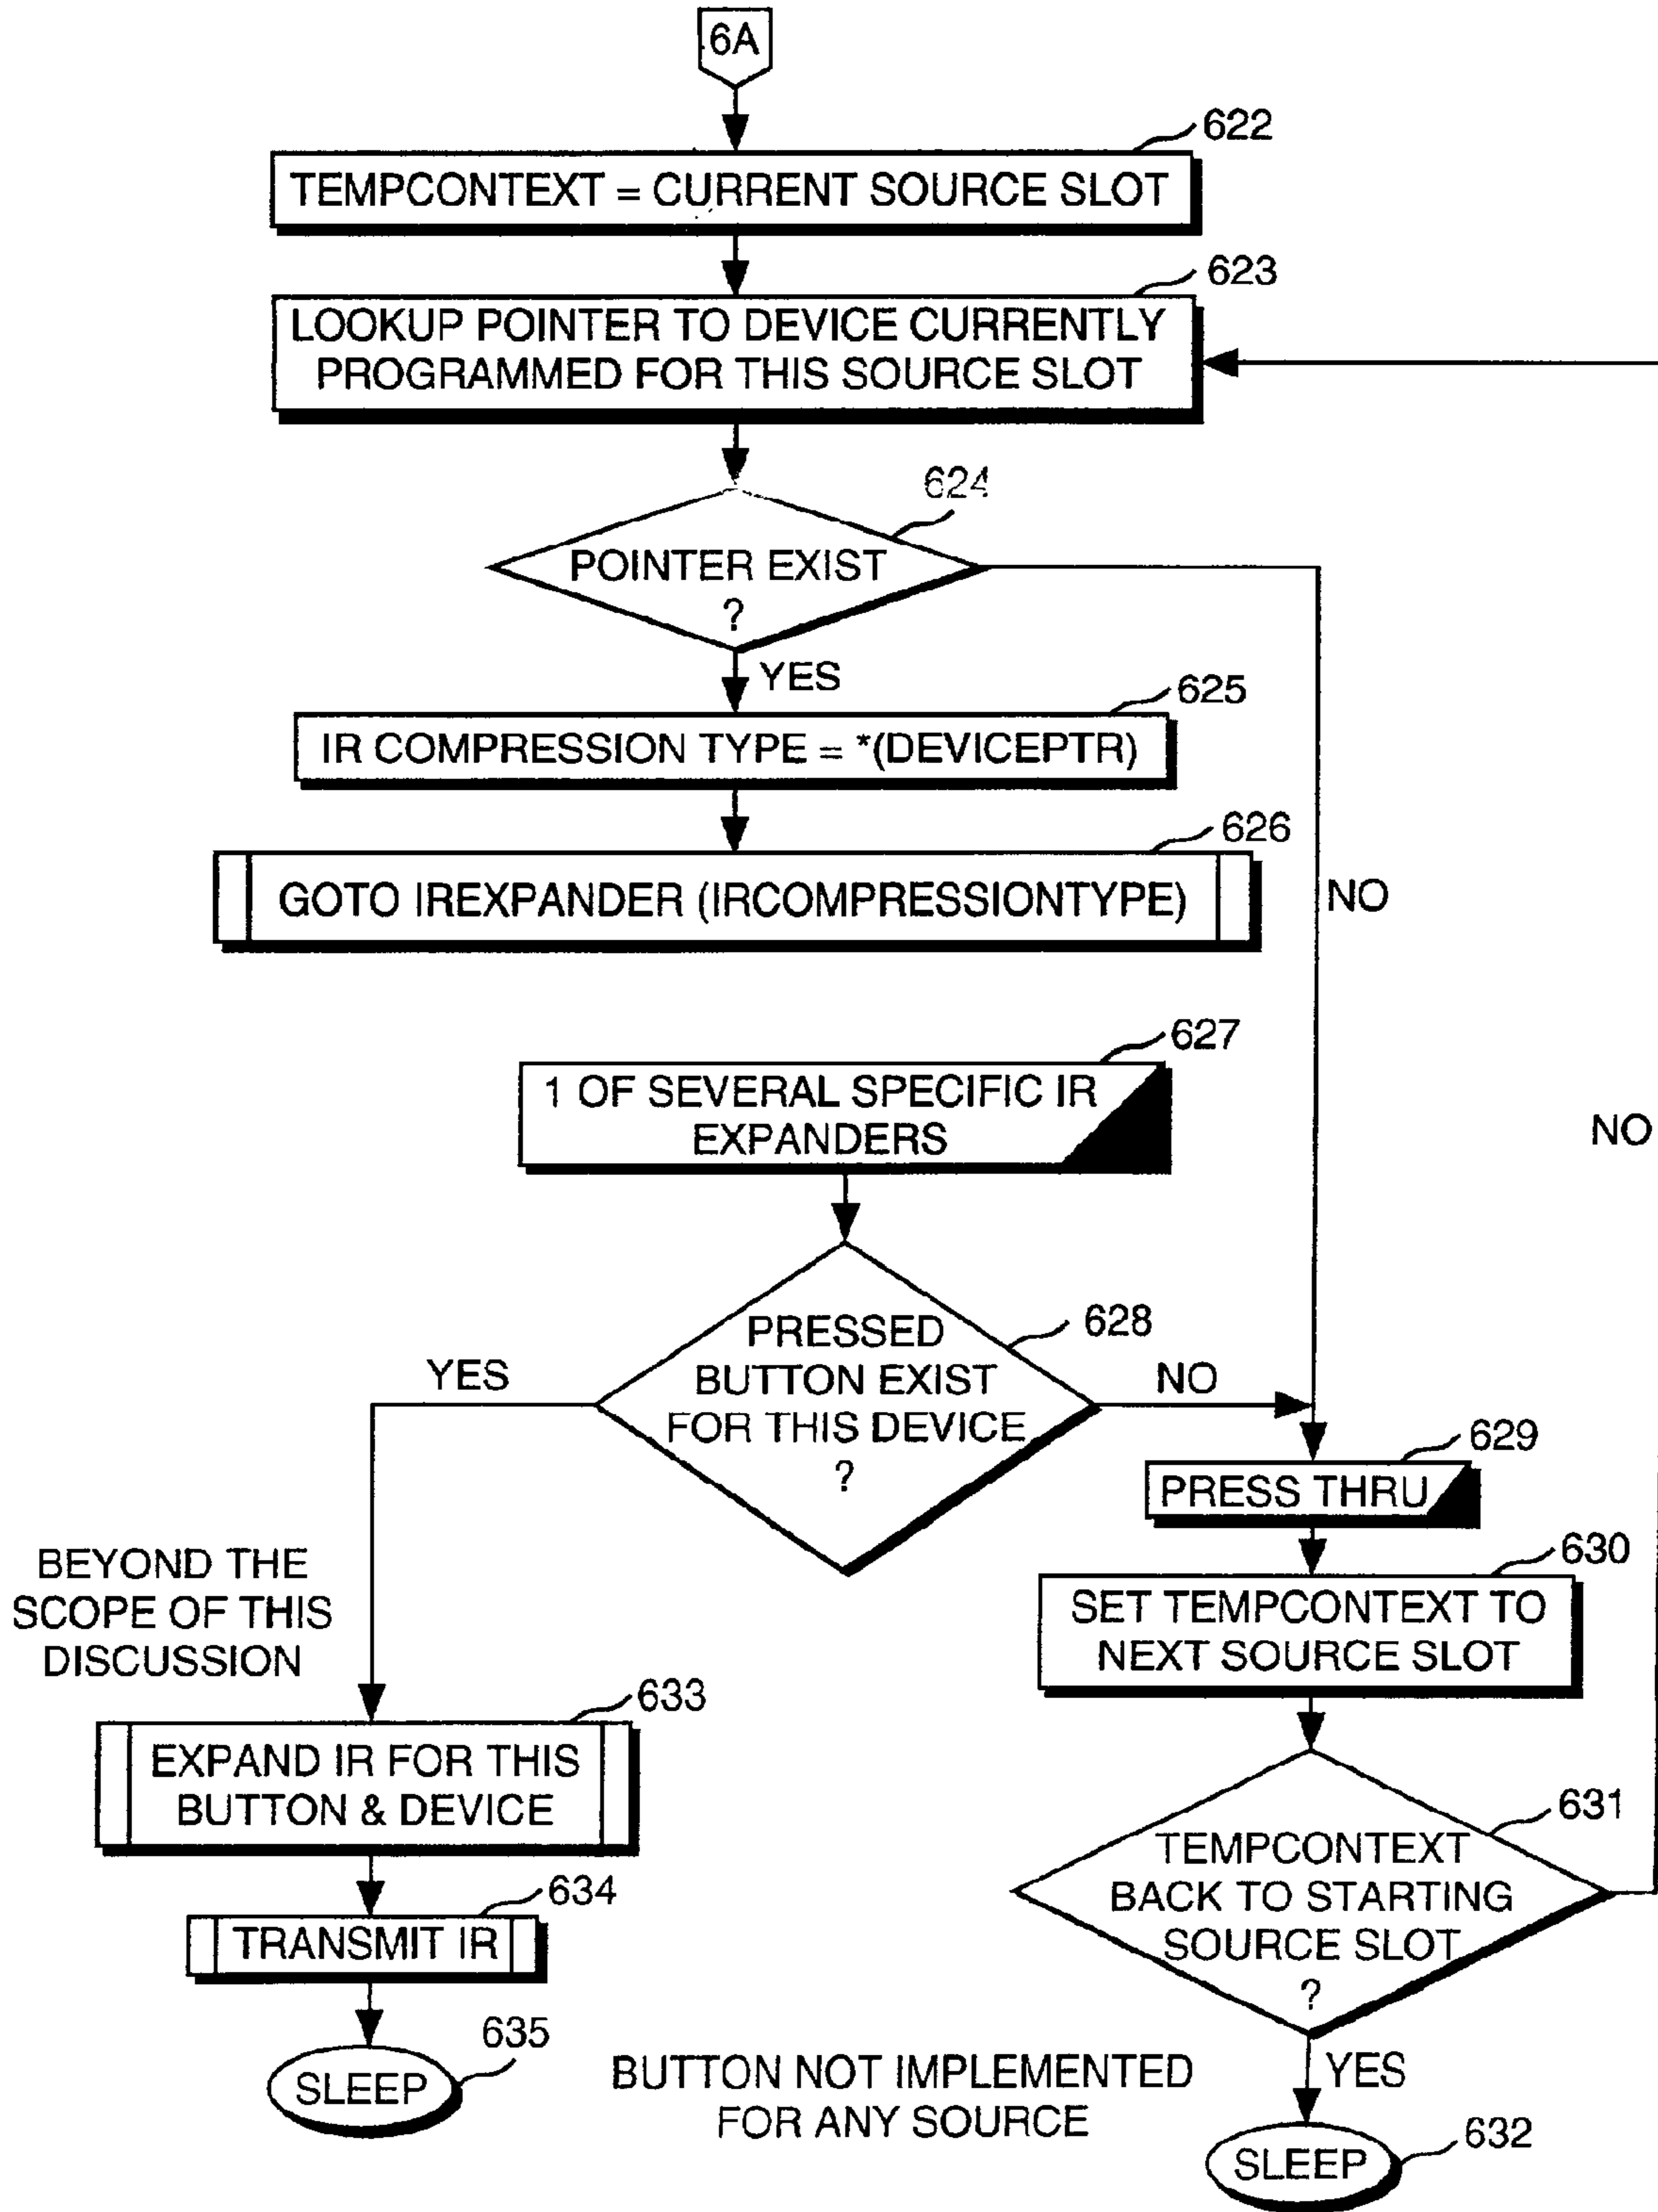 6A
622
TEMPCONTEXT = CURRENT SOURCE SLOT
623
LOOKUP POINTER TO DEVICE CURRENTLY
PROGRAMMED FOR THIS SOURCE SLOT
624
POINTER EXIST
?
YES
625
IR COMPRESSION TYPE = *(DEVICEPTR)
626
GOTO IREXPANDER (IRCOMPRESSIONTYPE)
NO
627
1 OF SEVERAL SPECIFIC IR
EXPANDERS
NO
628
PRESSED
BUTTON EXIST
FOR THIS DEVICE
?
YES
NO
629
PRESS THRU
630
SET TEMPCONTEXT TO
NEXT SOURCE SLOT
BEYOND THE
SCOPE OF THIS
DISCUSSION
633
EXPAND IR FOR THIS
BUTTON & DEVICE
631
TEMPCONTEXT
BACK TO STARTING
SOURCE SLOT
?
634
TRANSMIT IR
635
SLEEP
BUTTON NOT IMPLEMENTED
FOR ANY SOURCE
YES
632
SLEEP